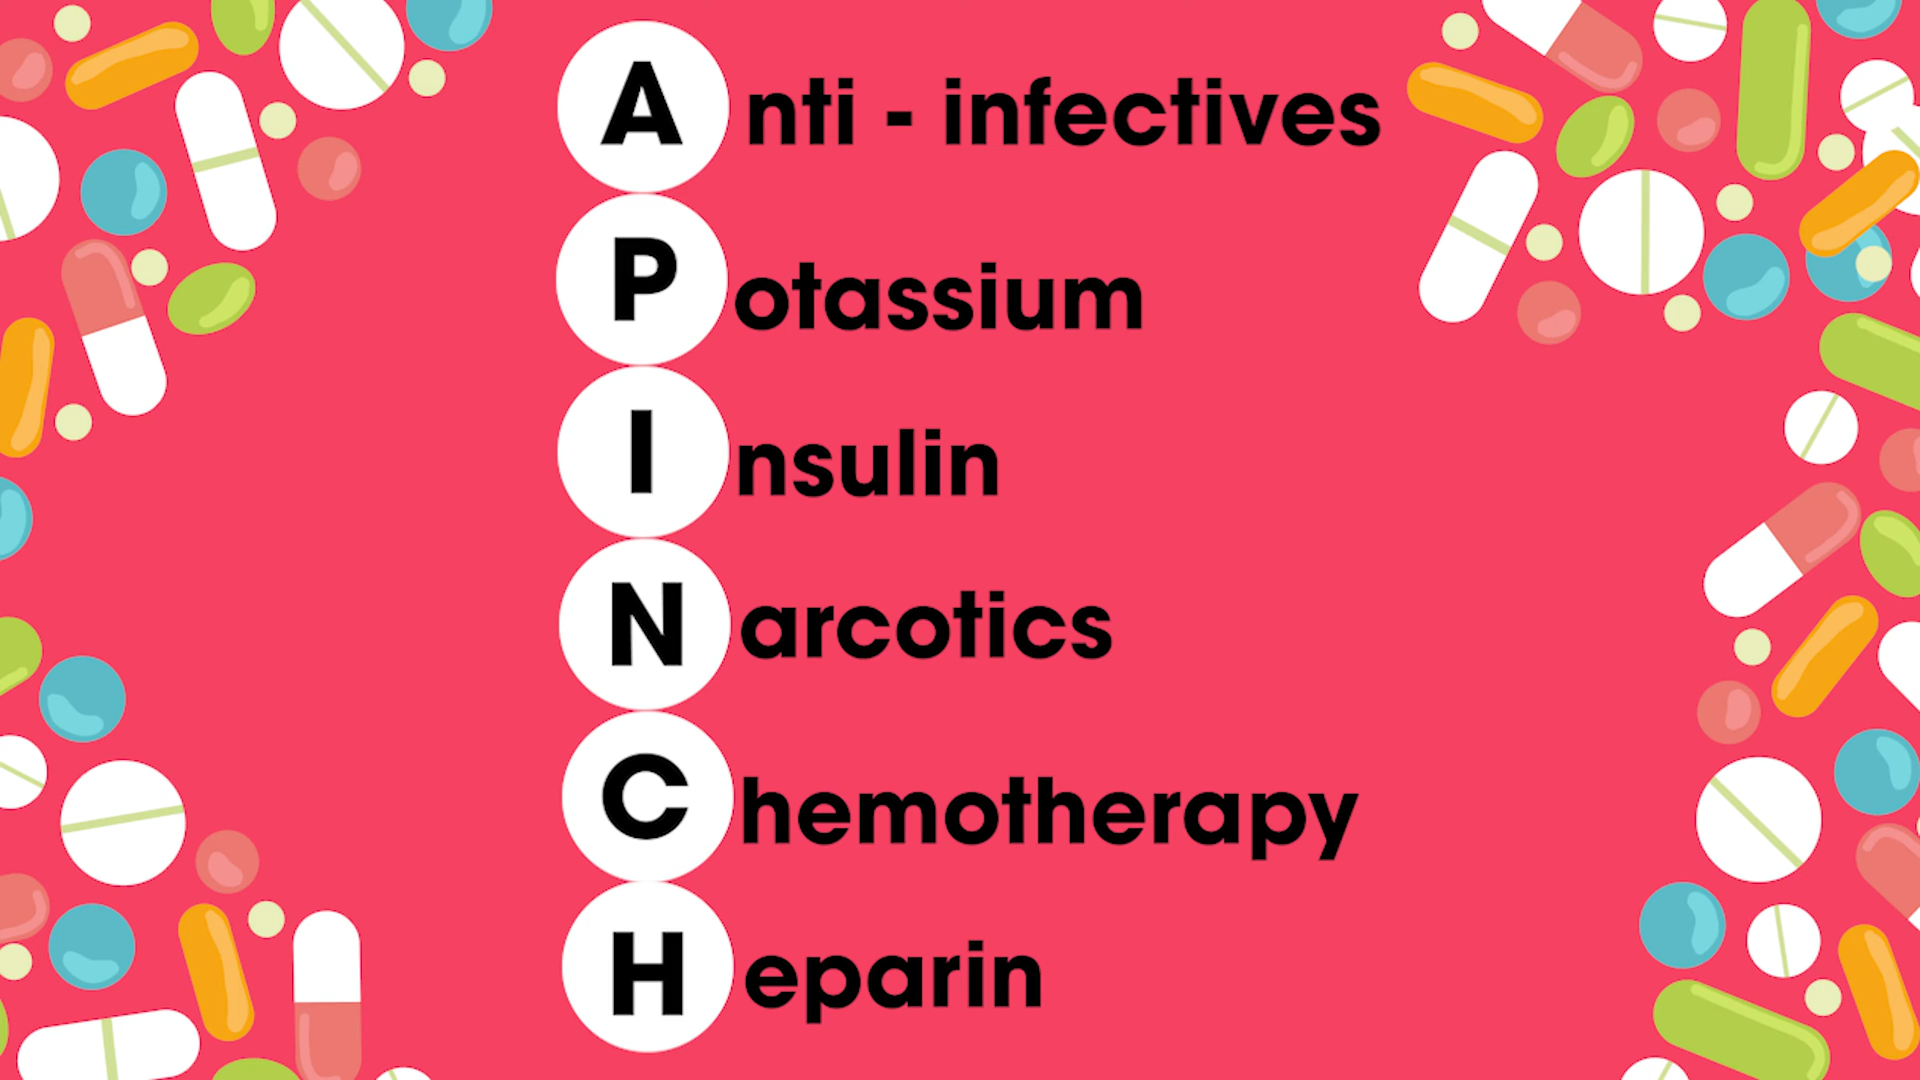 Anti - infectives
Potassium
Insulin
Narcotics
Chemotherapy
Heparin